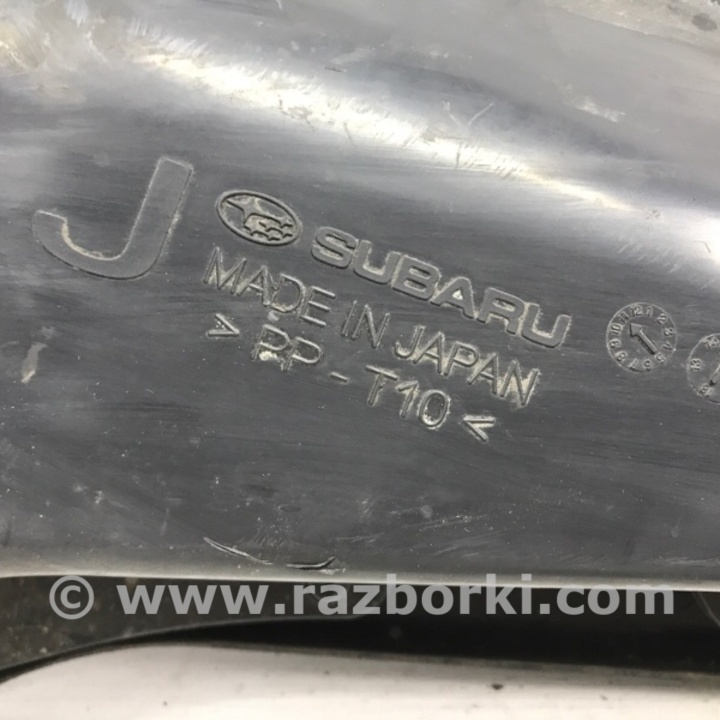 J
SUBARU
MADE IN JAPAN
> PP - T10 <
© www.razborki.com